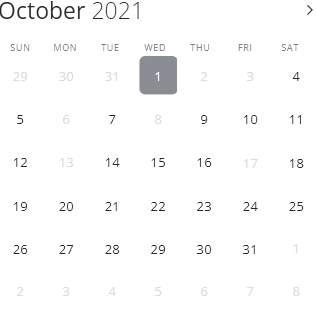 October 2021 >
SUN MON TUE WED THU FRI SAT
29 30 31 1 2 3 4
5 6 7 8 9 10 11
12 13 14 15 16 17 18
19 20 21 22 23 24 25
26 27 28 29 30 31 1
2 3 4 5 6 7 8